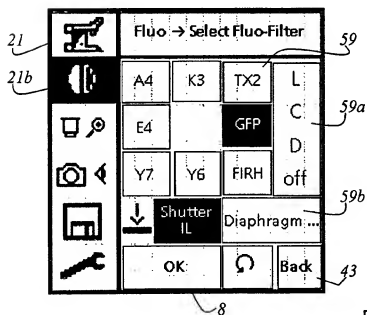 21
Fluo → Select Fluo-Filter
59
21b
A4 K3 TX2 L
E4 GFP C
59a
D
Y7 Y6 FIRH off
59b
Shutter
IL
Diaphragm ...
OK Back
43
8